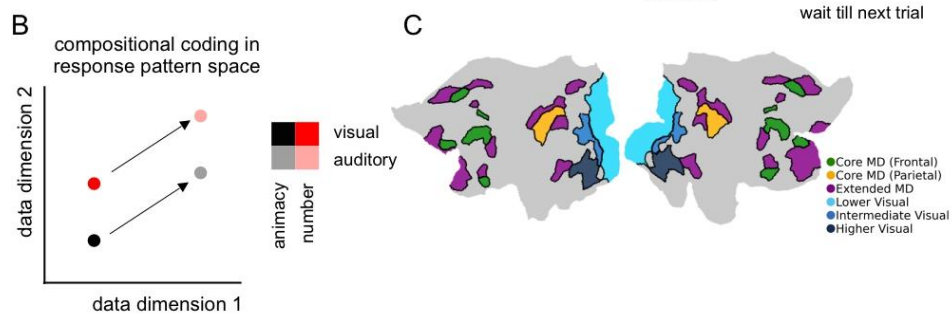 wait till next trial
B
compositional coding in
response pattern space
data dimension 2
data dimension 1
visual
auditory
animacy
number
C
Core MD (Frontal)
Core MD (Parietal)
Extended MD
Lower Visual
Intermediate Visual
Higher Visual